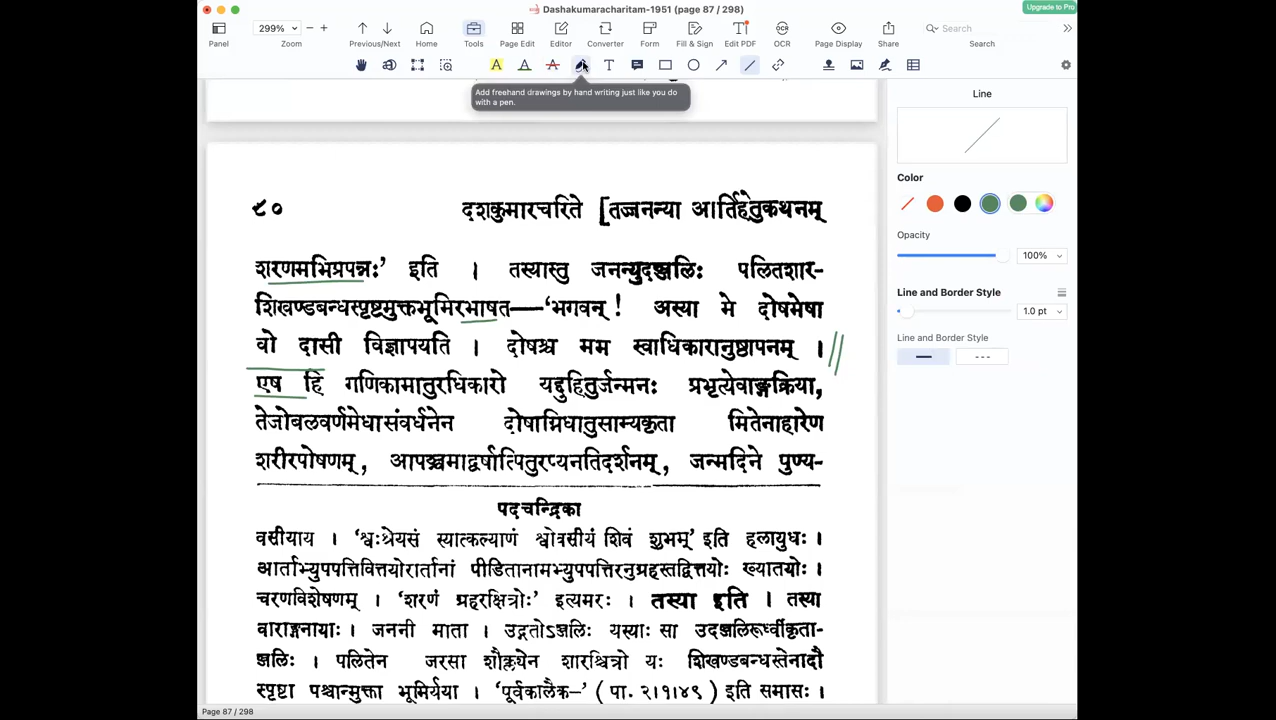 Dashakumaracharitam-1951 (page 87 / 298)
Upgrade to Pro
299%
Panel Zoom Previous/Next Home Tools Page Edit Editor Converter Form Fill & Sign Edit PDF OCR Page Display Share Search
Search
Add freehand drawings by hand writing just like you do
with a pen.
Line
Color
Opacity
100%
Line and Border Style
1.0 pt
Line and Border Style
८० दशकुमारचरिते [तज्जनन्या आर्तिहेतुकथनम्
शरणमभिप्रपन्नः’ इति । तस्यास्तु जनन्युदञ्जलिः पलितशार-
शिखण्डबन्धस्पृष्टमुक्तभूमिरभाषत—‘भगवन् ! अस्या मे दोषमेषा
वो दासी विज्ञापयति । दोषश्च मम स्वाधिकारानुष्ठापनम् ।
एष हि गणिकामातुरधिकारो यद्दुहितुर्जन्मनः प्रभृत्येवाङ्गक्रिया,
तेजोबलवर्णमेधासंवर्धनेन दोषाग्निधातुसाम्यकृता मितेनाहारेण
शरीरपोषणम्, आपञ्चमाद्वर्षात्पितुरप्यनतिदर्शनम्, जन्मदिने पुण्य-
पदचन्द्रिका
वसीयाय । ‘श्वःश्रेयसं स्यात्कल्याणं श्वोवसीयं शिवं शुभम्’ इति हलायुधः ।
आर्ताभ्युपपत्तिवित्तयोरार्तानां पीडितानामभ्युपपत्तिरनुग्रहस्तद्वित्तयोः ख्यातयोः ।
चरणविशेषणम् । ‘शरणं गृहरक्षित्रोः’ इत्यमरः । तस्या इति । तस्या
वाराङ्गनायाः । जननी माता । उद्गतोऽञ्जलिः यस्याः सा उदञ्जलिरूर्ध्वीकृता-
ञ्जलिः । पलितेन जरसा शौक्ल्येन शारश्चित्रो यः शिखण्डबन्धस्तेनादौ
स्पृष्टा पश्चान्मुक्ता भूमिर्यया । ‘पूर्वकालैक—’ ( पा. २।१।४९ ) इति समासः ।
Page 87 / 298